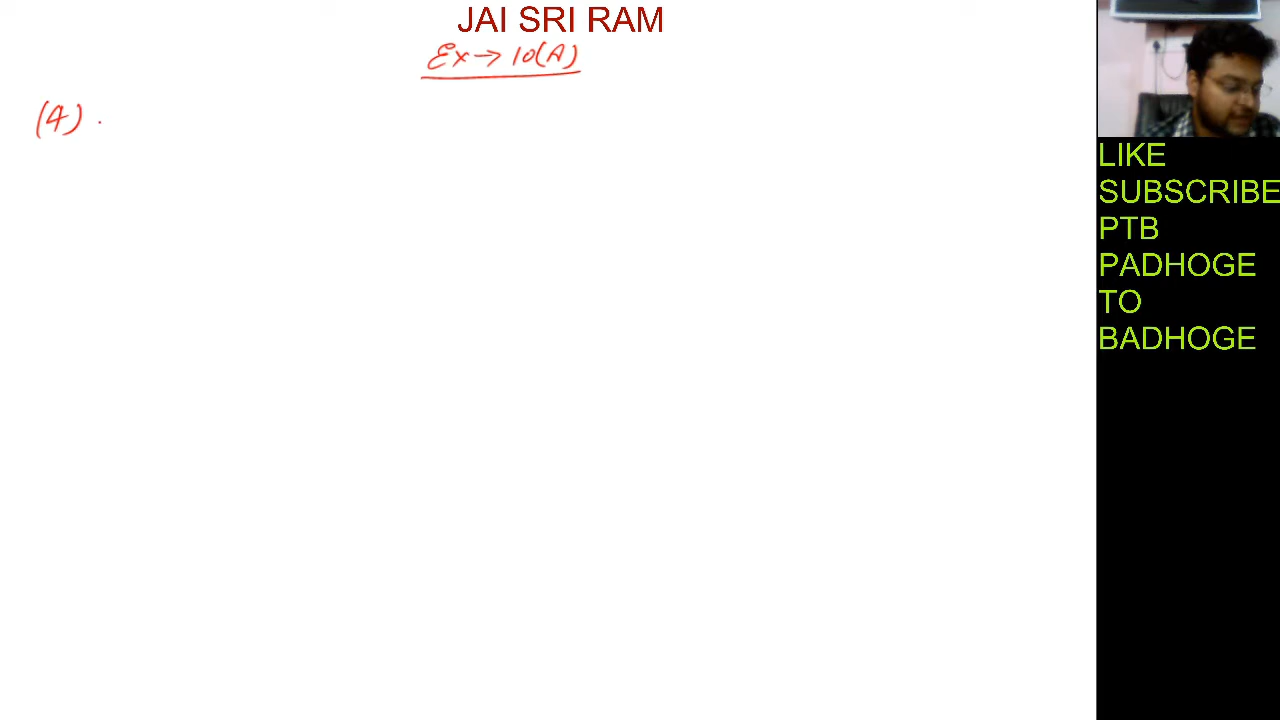 JAI SRI RAM
Ex → 10(A)
(4) .
LIKE
SUBSCRIBE
PTB
PADHOGE
TO
BADHOGE